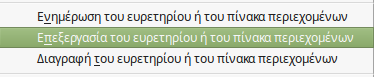 Ενημέρωση του ευρετηρίου ή του πίνακα περιεχομένων
Επεξεργασία του ευρετηρίου ή του πίνακα περιεχομένων
Διαγραφή του ευρετηρίου ή του πίνακα περιεχομένων